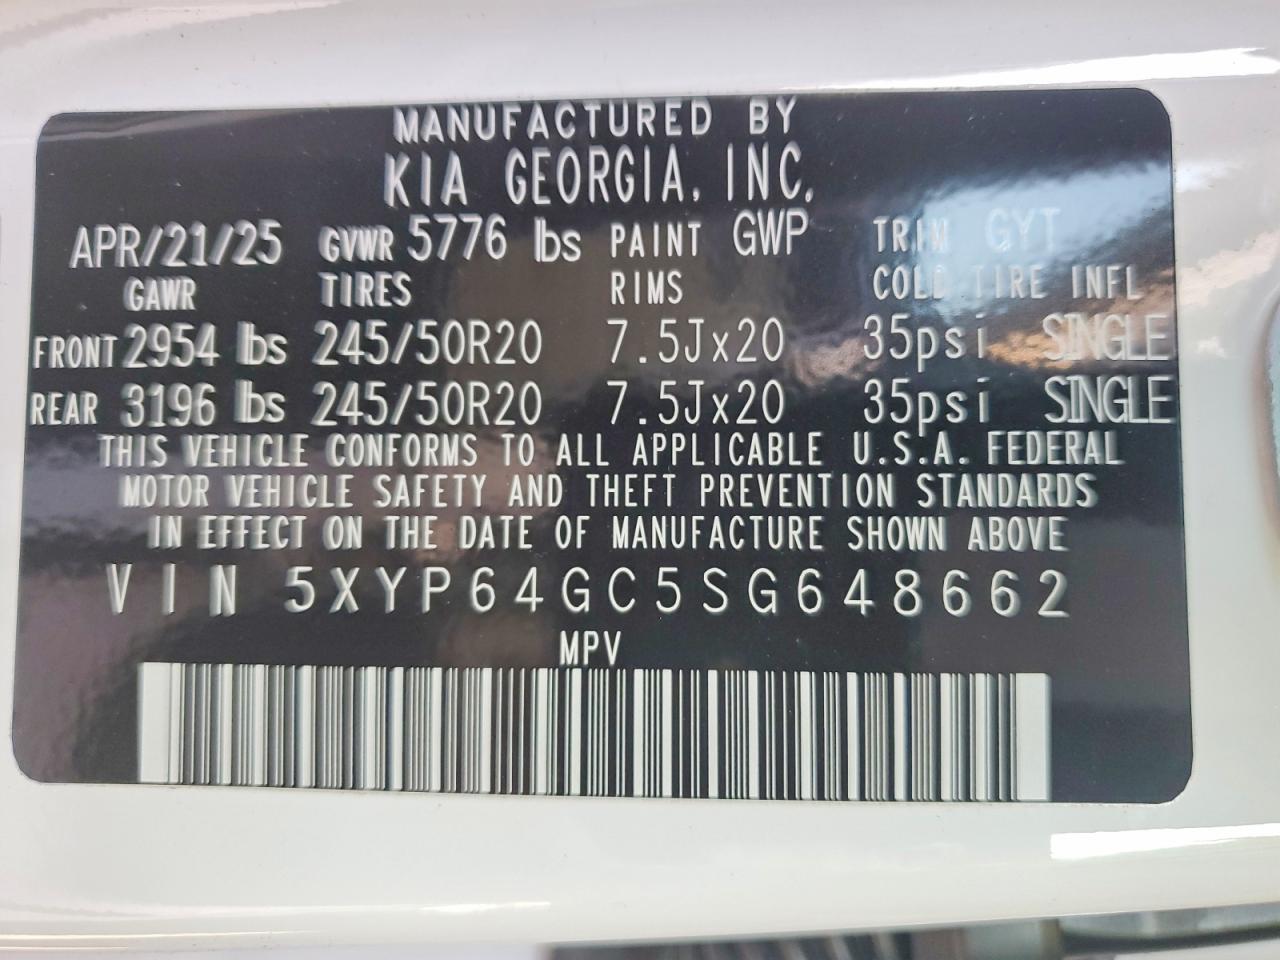 MANUFACTURED BY
KIA GEORGIA, INC.
APR/21/25 GVWR 5776 lbs PAINT GWP TRIM GYT
GAWR TIRES RIMS COLD TIRE INFL
FRONT 2954 lbs 245/50R20 7.5Jx20 35psi SINGLE
REAR 3196 lbs 245/50R20 7.5Jx20 35psi SINGLE
THIS VEHICLE CONFORMS TO ALL APPLICABLE U.S.A. FEDERAL
MOTOR VEHICLE SAFETY AND THEFT PREVENTION STANDARDS
IN EFFECT ON THE DATE OF MANUFACTURE SHOWN ABOVE
VIN 5XYP64GC5SG648662
MPV